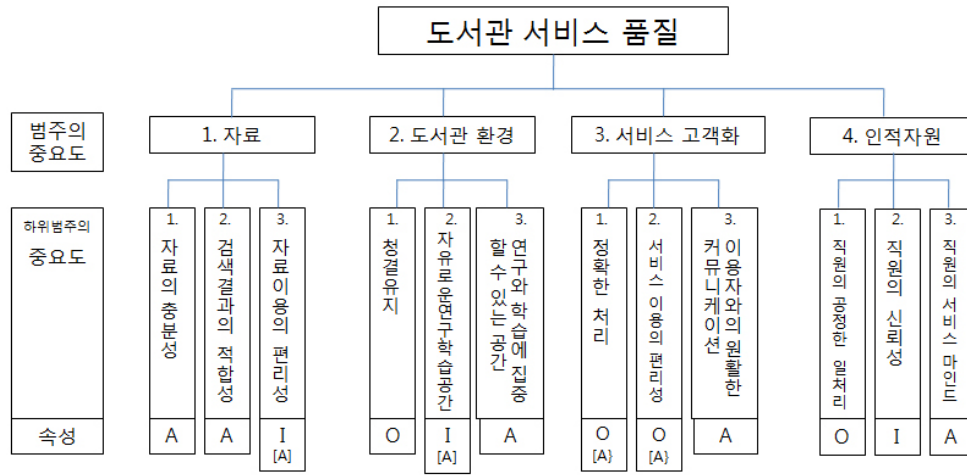 도서관 서비스 품질
범주의
중요도
1. 자료
2. 도서관 환경
3. 서비스 고객화
4. 인적자원
하위범주의
중요도
1. 자료의 충분성
2. 검색결과의 적합성
3. 자료이용의 편리성
1. 청결유지
2. 자유로운연구학습공간
3. 연구와 학습에 집중
할 수 있는 공간
1. 정확한 처리
2. 서비스 이용의 편리성
3. 이용자와의 원활한
커뮤니케이션
1. 직원의 공정한 일처리
2. 직원의 신뢰성
3. 직원의 서비스 마인드
속성
A
A
I
[A]
O
I
[A]
A
O
[A}
O
[A}
A
O
I
A